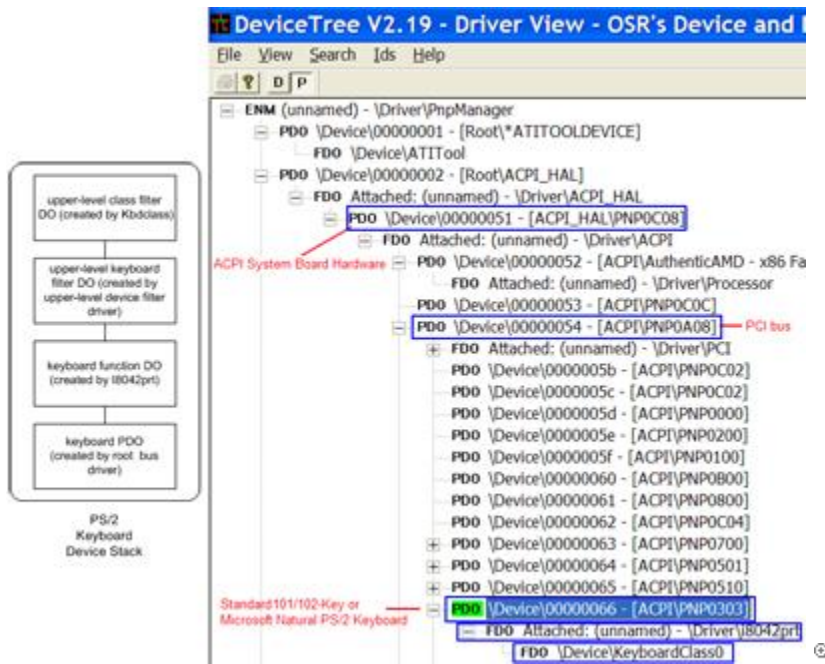 upper-level class filter
DO (created by Kbdclass)
upper-level keyboard
filter DO (created by
upper-level device filter
driver)
keyboard function DO
(created by I8042prt)
keyboard PDO
(created by root bus
driver)
PS/2
Keyboard
Device Stack
DeviceTree V2.19 - Driver View - OSR's Device and
File View Search Ids Help
D P
ENM (unnamed) - \Driver\PnpManager
PDO \Device\00000001 - [Root\*ATITOOLDEVICE]
FDO \Device\ATITool
PDO \Device\00000002 - [Root\ACPI_HAL]
FDO Attached: (unnamed) - \Driver\ACPI_HAL
PDO \Device\00000051 - [ACPI_HAL\PNP0C08]
FDO Attached: (unnamed) - \Driver\ACPI
ACPI System Board Hardware
PDO \Device\00000052 - [ACPI\AuthenticAMD - x86 Fa
FDO Attached: (unnamed) - \Driver\Processor
PDO \Device\00000053 - [ACPI\PNP0C0C]
PDO \Device\00000054 - [ACPI\PNP0A08]
PCI bus
FDO Attached: (unnamed) - \Driver\PCI
PDO \Device\0000005b - [ACPI\PNP0C02]
PDO \Device\0000005c - [ACPI\PNP0C02]
PDO \Device\0000005d - [ACPI\PNP0000]
PDO \Device\0000005e - [ACPI\PNP0200]
PDO \Device\0000005f - [ACPI\PNP0100]
PDO \Device\00000060 - [ACPI\PNP0B00]
PDO \Device\00000061 - [ACPI\PNP0800]
PDO \Device\00000062 - [ACPI\PNP0C04]
PDO \Device\00000063 - [ACPI\PNP0700]
PDO \Device\00000064 - [ACPI\PNP0501]
PDO \Device\00000065 - [ACPI\PNP0510]
Standard101/102-Key or
Microsoft Natural PS/2 Keyboard
PDO \Device\00000066 - [ACPI\PNP0303]
FDO Attached: (unnamed) - \Driver\i8042prt
FDO \Device\KeyboardClass0